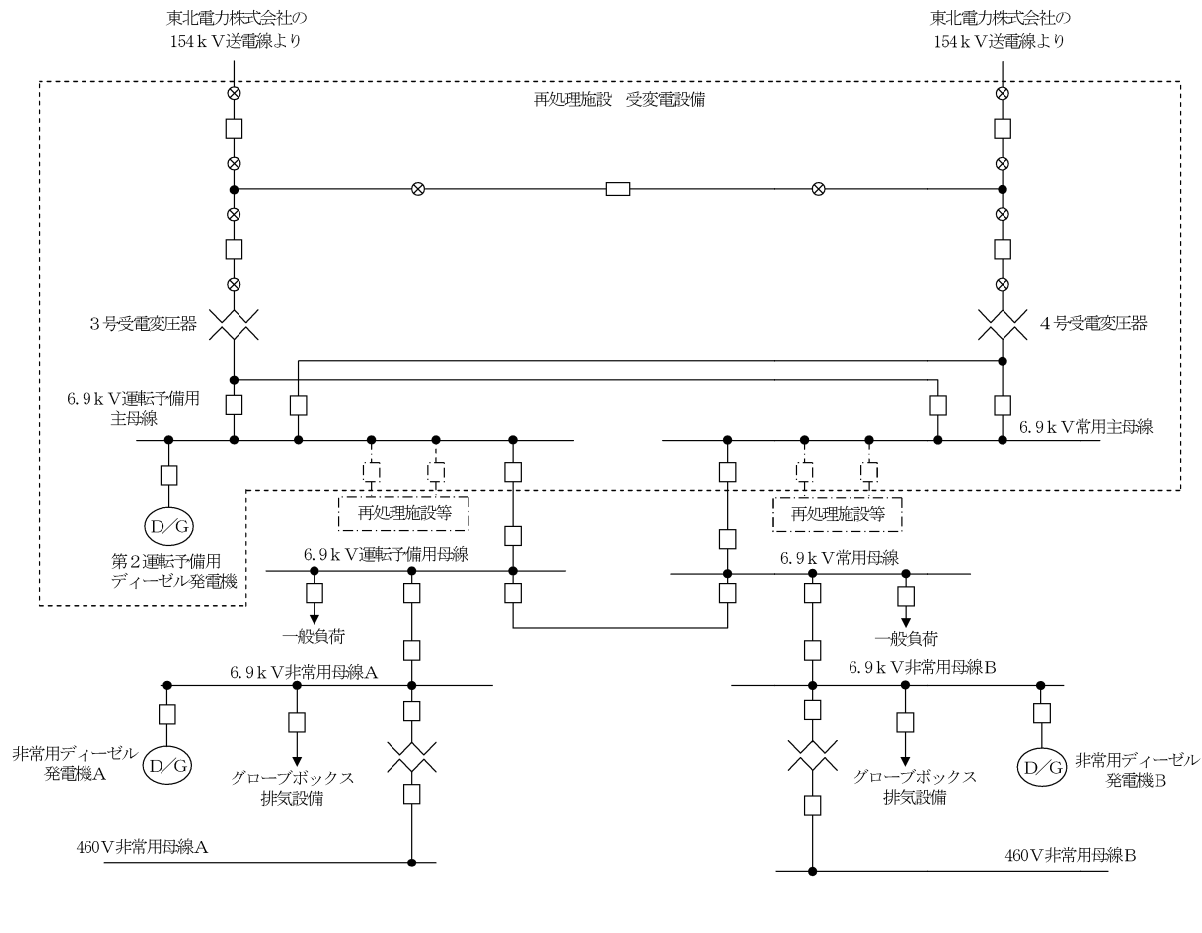 東北電力株式会社の
154ｋＶ送電線より
東北電力株式会社の
154ｋＶ送電線より
再処理施設　受変電設備
３号受電変圧器
４号受電変圧器
6.9ｋＶ運転予備用
主母線
6.9ｋＶ常用主母線
D／G
第２運転予備用
ディーゼル発電機
再処理施設等
再処理施設等
6.9ｋＶ運転予備用母線
6.9ｋＶ常用母線
一般負荷
一般負荷
6.9ｋＶ非常用母線A
6.9ｋＶ非常用母線B
非常用ディーゼル
発電機A
D／G
グローブボックス
排気設備
グローブボックス
排気設備
D／G
非常用ディーゼル
発電機B
460Ｖ非常用母線A
460Ｖ非常用母線B